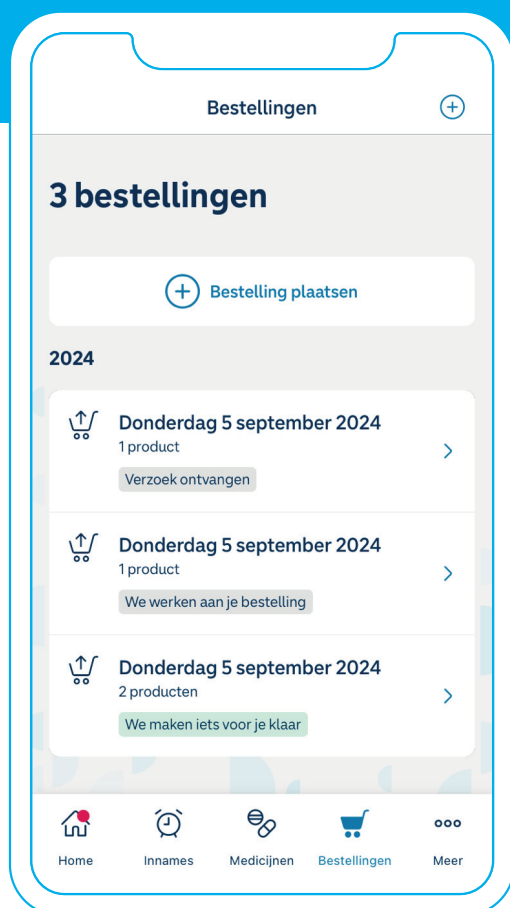 Bestellingen
3 bestellingen
Bestelling plaatsen
2024
Donderdag 5 september 2024
1 product
Verzoek ontvangen
Donderdag 5 september 2024
1 product
We werken aan je bestelling
Donderdag 5 september 2024
2 producten
We maken iets voor je klaar
Home Innames Medicijnen Bestellingen Meer